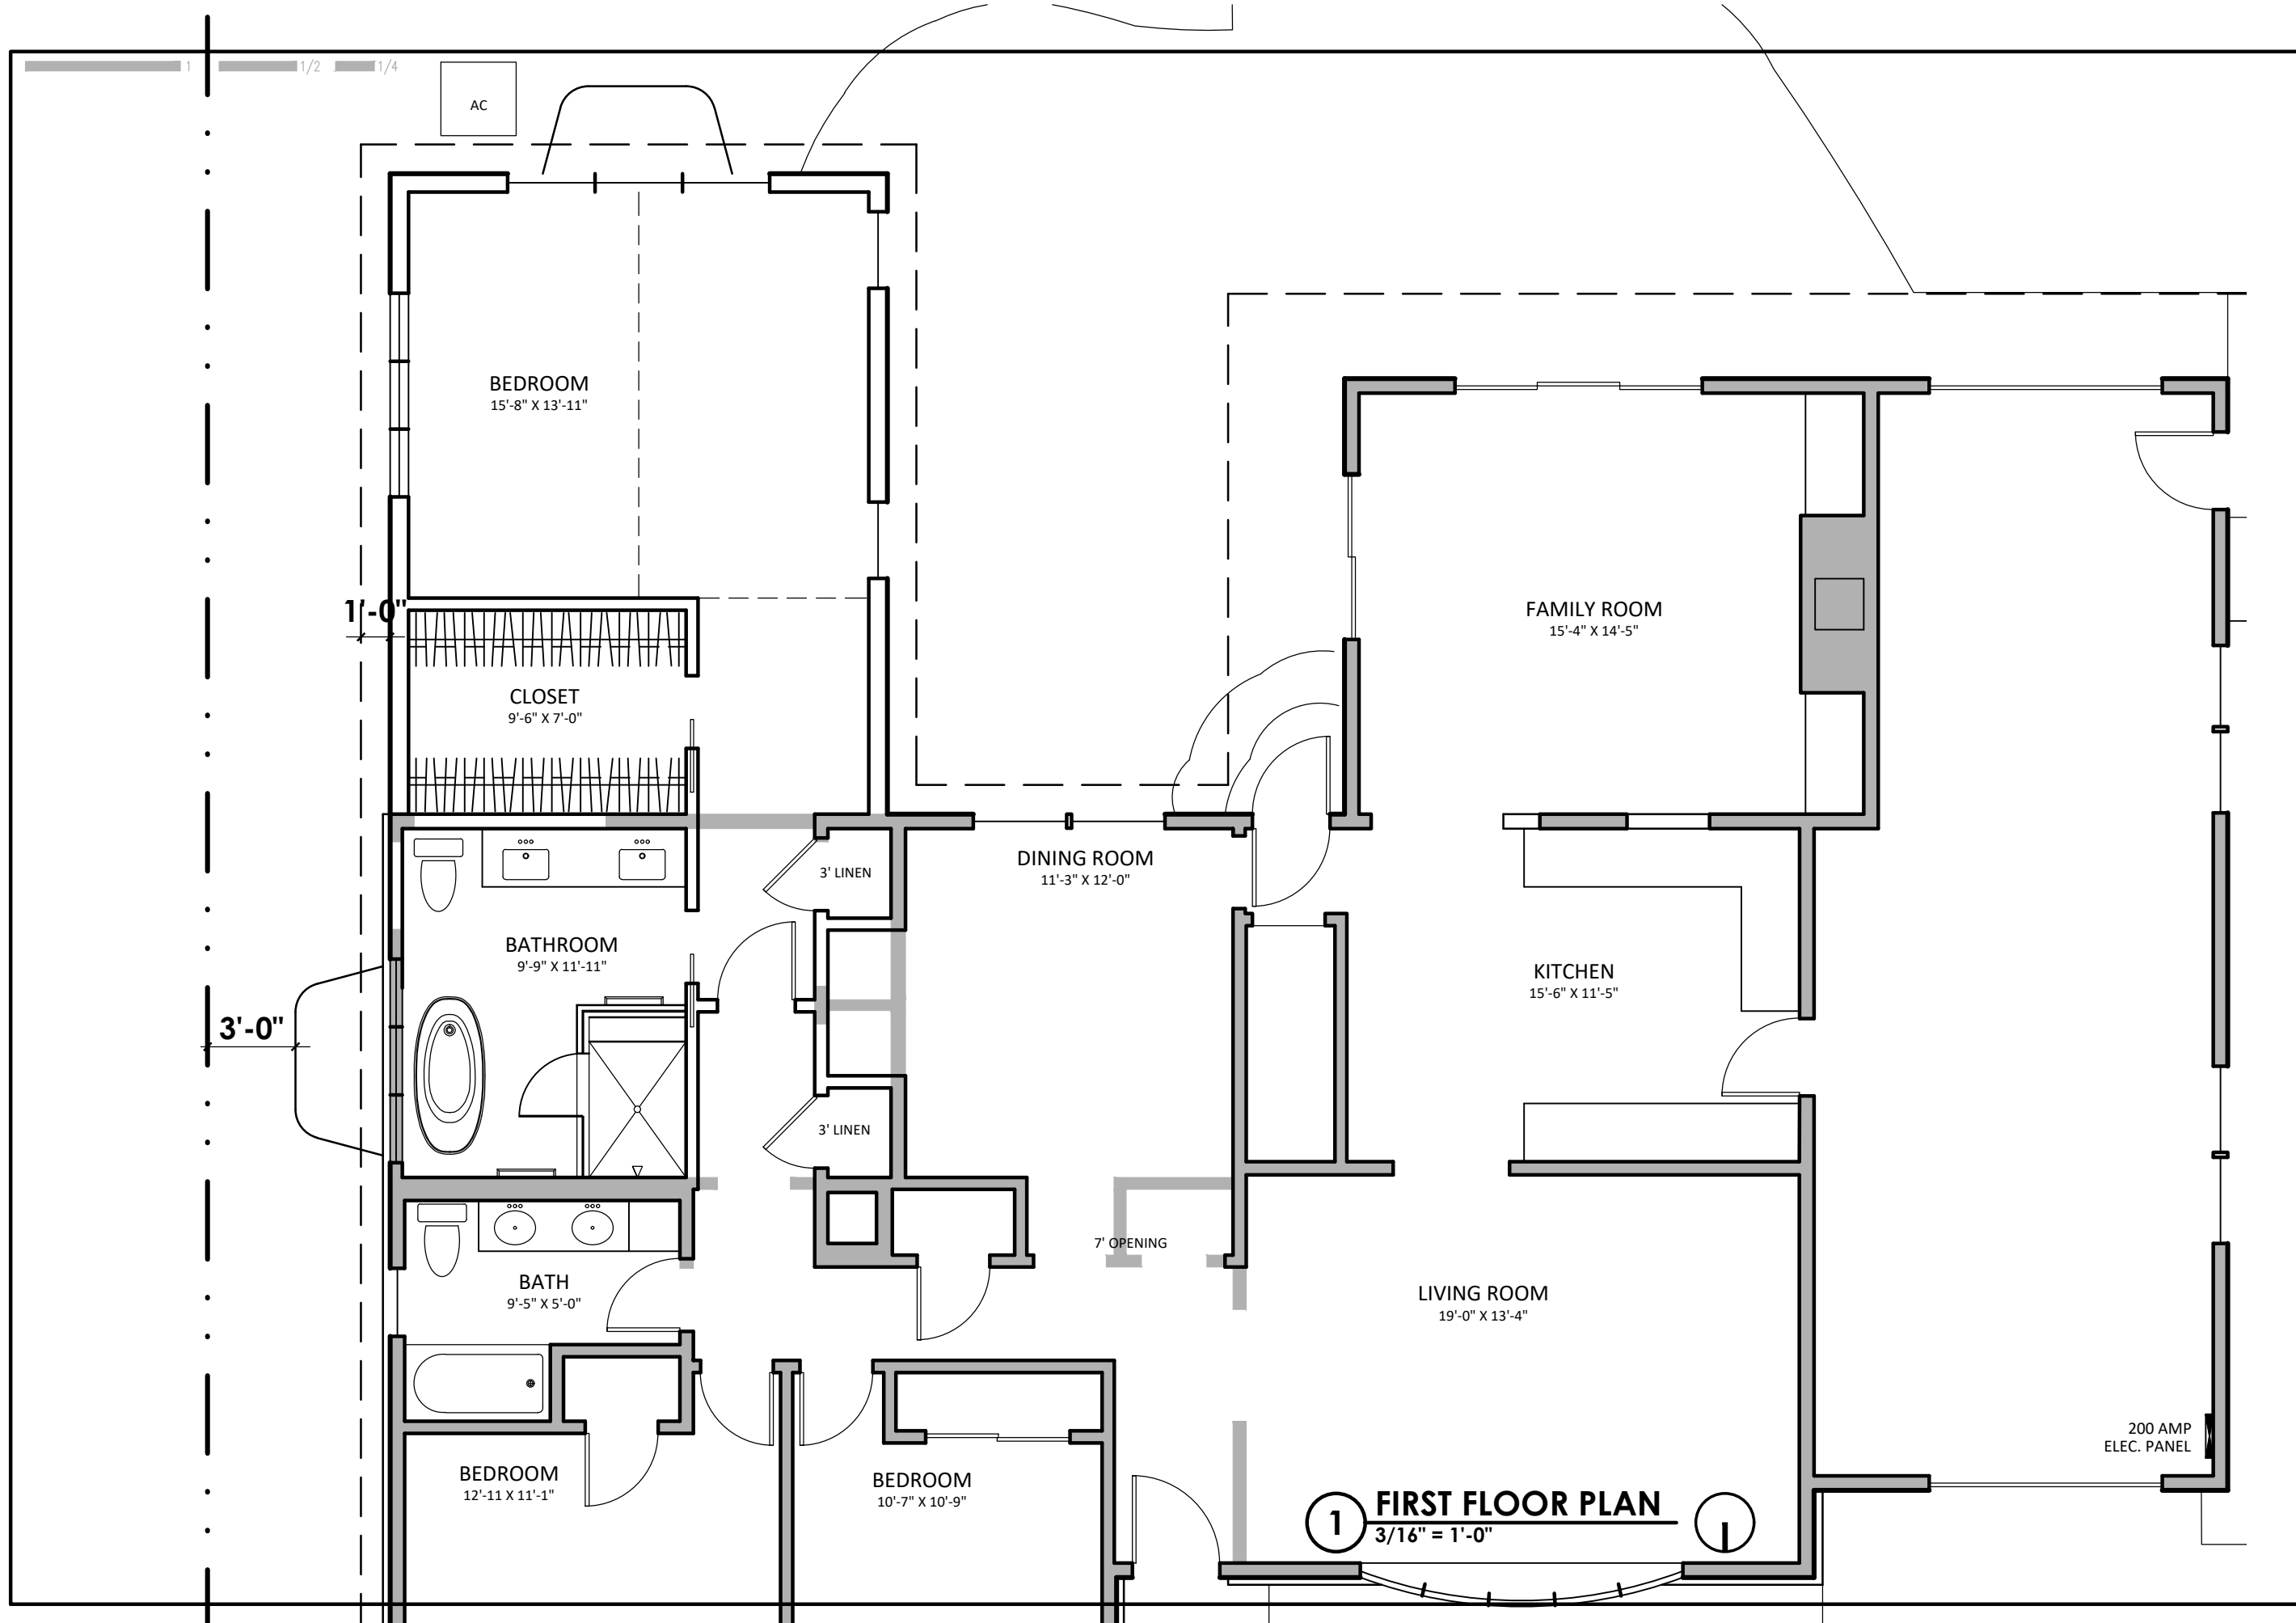 1 1/2 1/4
AC
BEDROOM
15'-8" X 13'-11"
1'-0"
FAMILY ROOM
15'-4" X 14'-5"
CLOSET
9'-6" X 7'-0"
3' LINEN
DINING ROOM
11'-3" X 12'-0"
BATHROOM
9'-9" X 11'-11"
KITCHEN
15'-6" X 11'-5"
3'-0"
3' LINEN
7' OPENING
BATH
9'-5" X 5'-0"
LIVING ROOM
19'-0" X 13'-4"
200 AMP
ELEC. PANEL
BEDROOM
12'-11 X 11'-1"
BEDROOM
10'-7" X 10'-9"
1 FIRST FLOOR PLAN
3/16" = 1'-0"